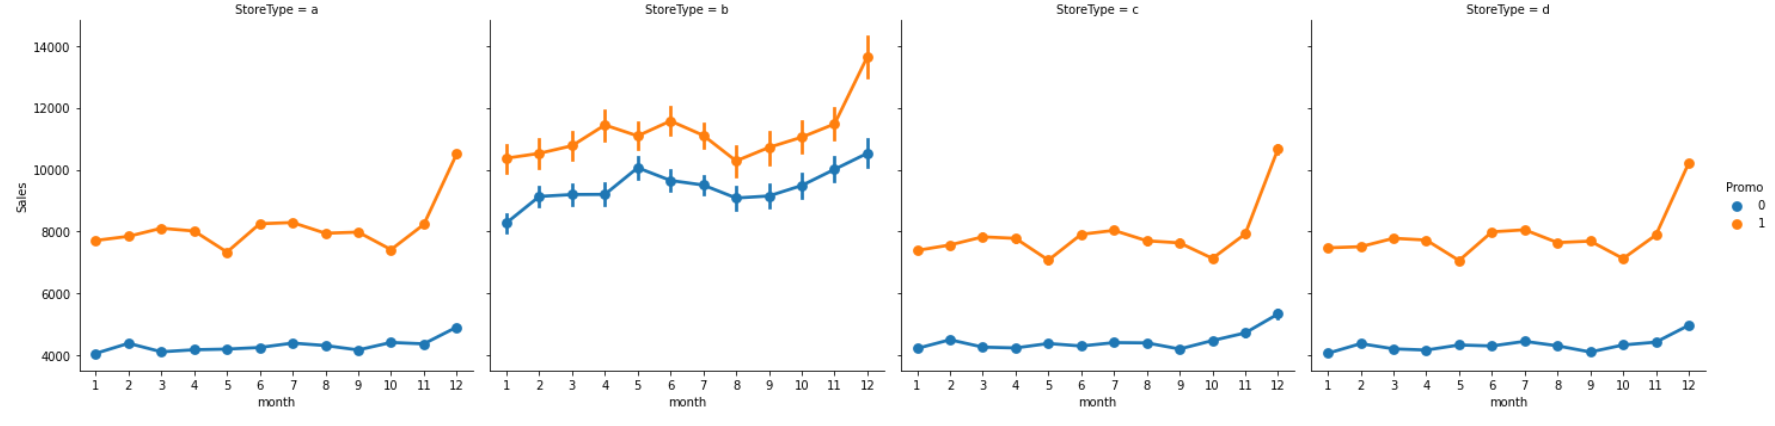 StoreType = a
StoreType = b
StoreType = c
StoreType = d
14000
12000
10000
8000
6000
4000
Sales
1 2 3 4 5 6 7 8 9 10 11 12
1 2 3 4 5 6 7 8 9 10 11 12
1 2 3 4 5 6 7 8 9 10 11 12
1 2 3 4 5 6 7 8 9 10 11 12
month
month
month
month
Promo
0
1